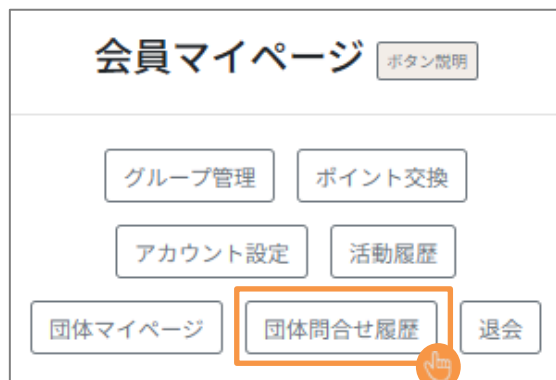 会員マイページ ボタン説明
グループ管理 ポイント交換
アカウント設定 活動履歴
団体マイページ 団体問合せ履歴 退会